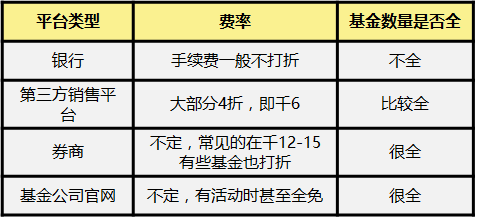 平台类型 费率 基金数量是否全
银行 手续费一般不打折 不全
第三方销售平
台 大部分4折，即千6 比较全
券商 不定，常见的在千12-15
有些基金也打折 很全
基金公司官网 不定，有活动时甚至全免 很全